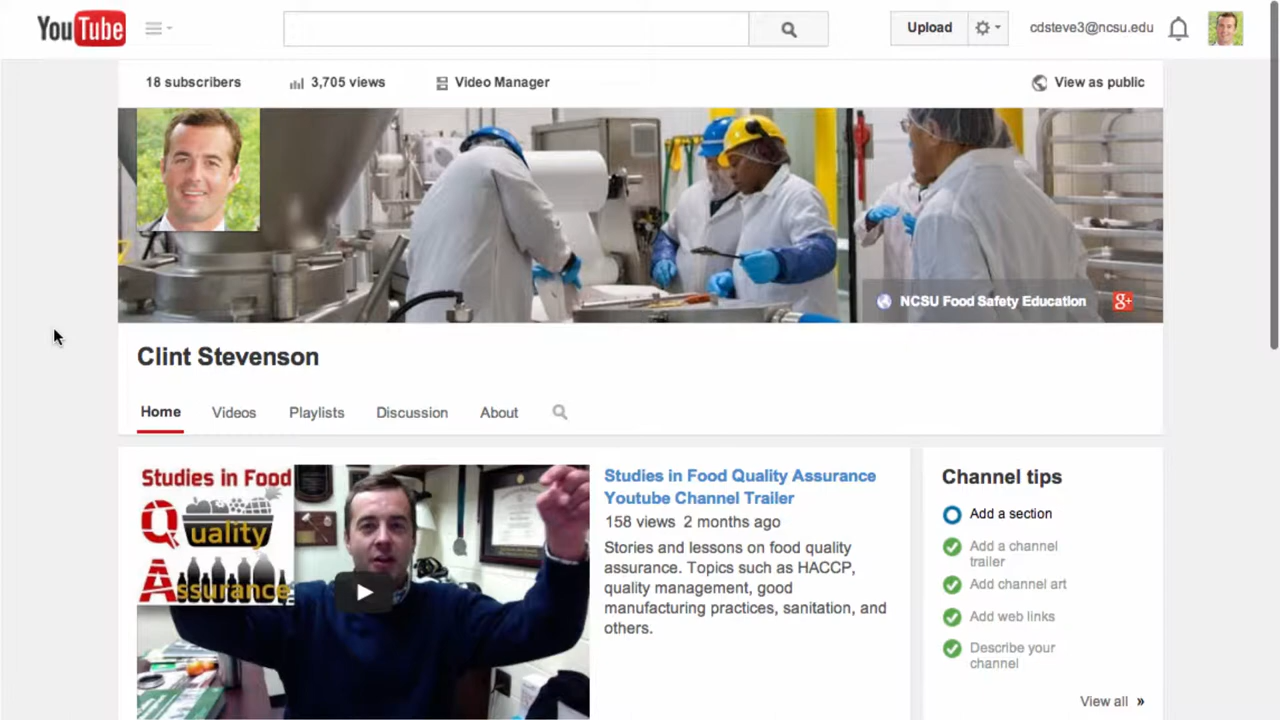 YouTube
Upload
cdsteve3@ncsu.edu
18 subscribers
3,705 views
Video Manager
View as public
NCSU Food Safety Education
g+
Clint Stevenson
Home
Videos
Playlists
Discussion
About
Studies in Food
Quality
Assurance
Studies in Food Quality Assurance
Youtube Channel Trailer
158 views 2 months ago
Stories and lessons on food quality
assurance. Topics such as HACCP,
quality management, good
manufacturing practices, sanitation, and
others.
Channel tips
Add a section
Add a channel
trailer
Add channel art
Add web links
Describe your
channel
View all »